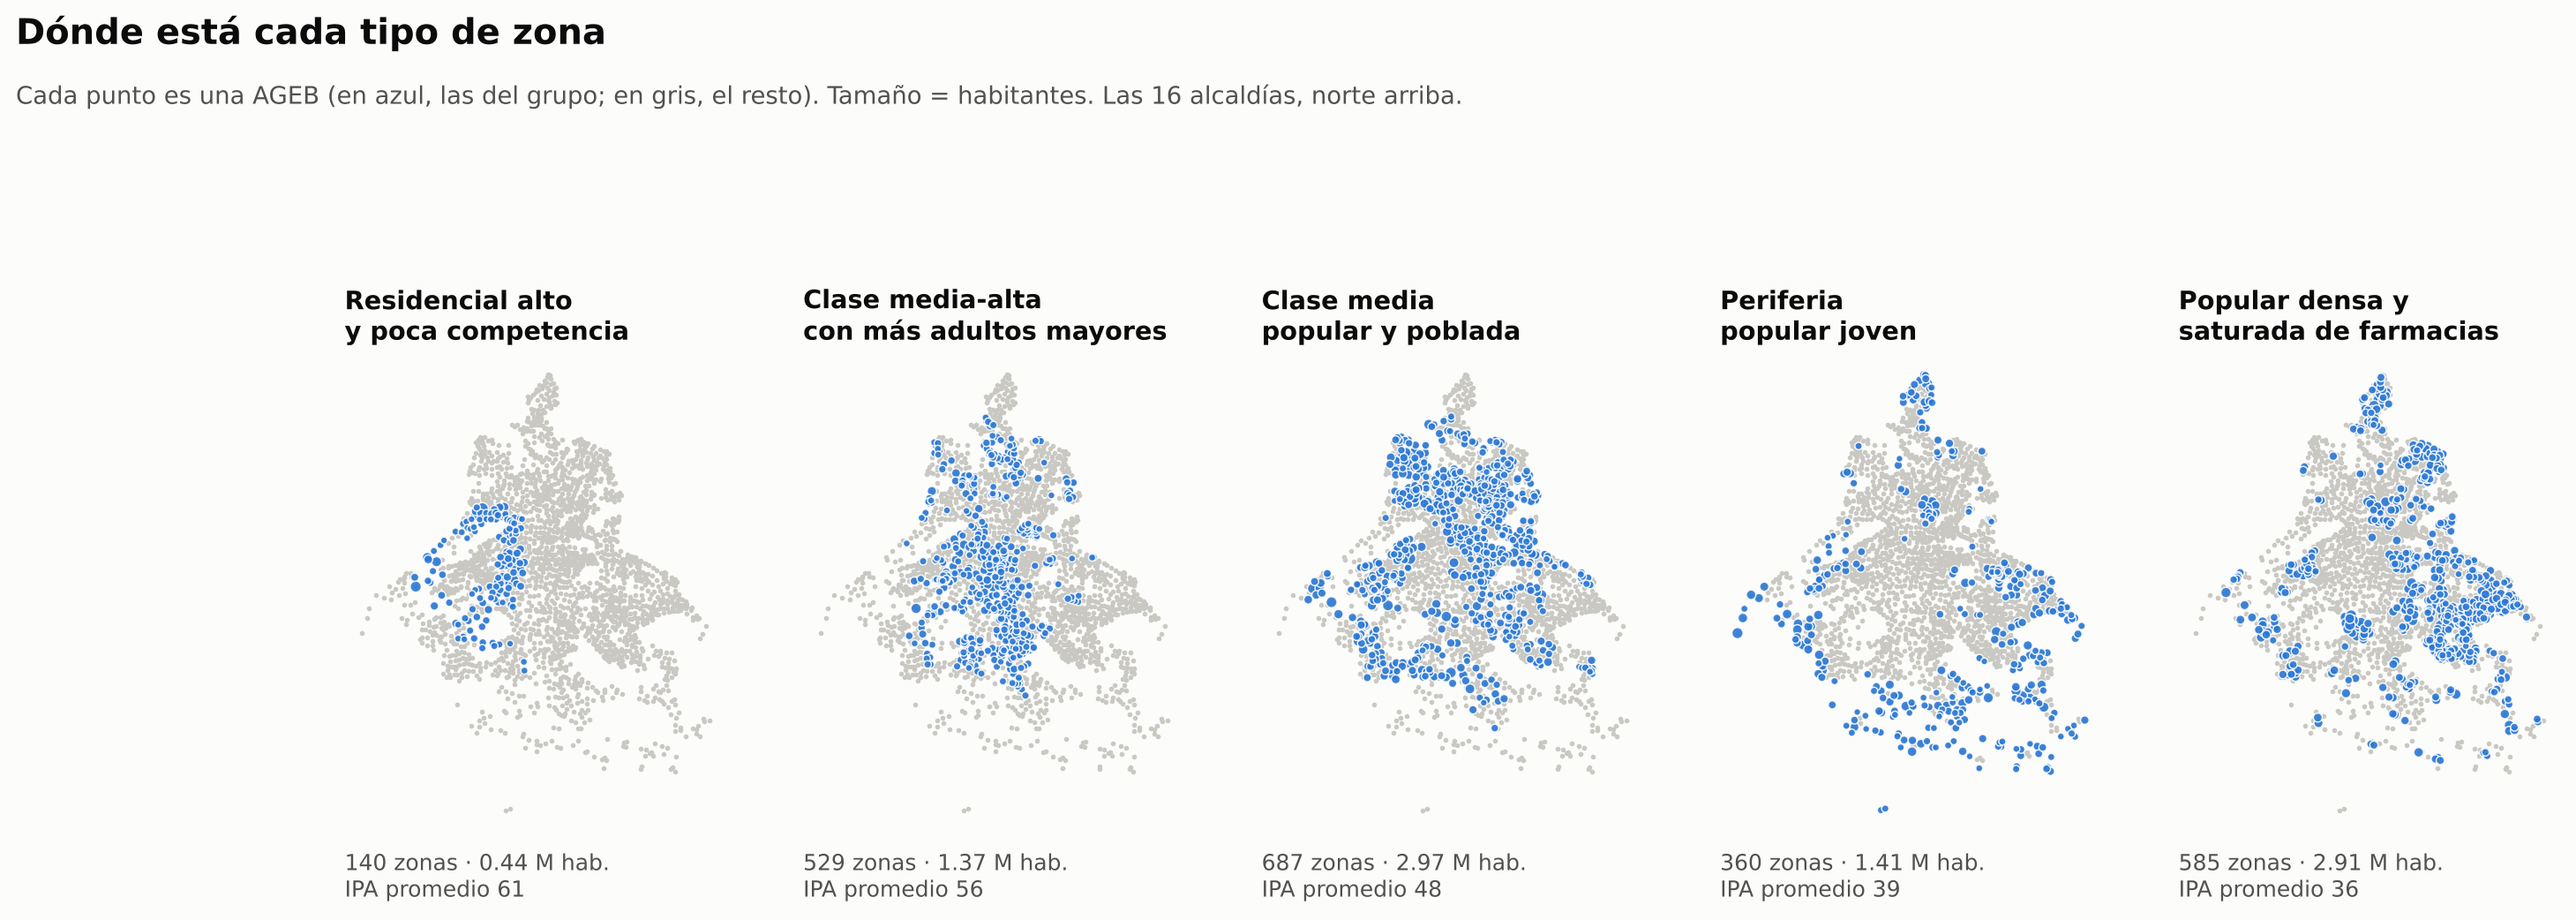 Dónde está cada tipo de zona
Cada punto es una AGEB (en azul, las del grupo; en gris, el resto). Tamaño = habitantes. Las 16 alcaldías, norte arriba.
Residencial alto
y poca competencia
140 zonas · 0.44 M hab.
IPA promedio 61
Clase media-alta
con más adultos mayores
529 zonas · 1.37 M hab.
IPA promedio 56
Clase media
popular y poblada
687 zonas · 2.97 M hab.
IPA promedio 48
Periferia
popular joven
360 zonas · 1.41 M hab.
IPA promedio 39
Popular densa y
saturada de farmacias
585 zonas · 2.91 M hab.
IPA promedio 36